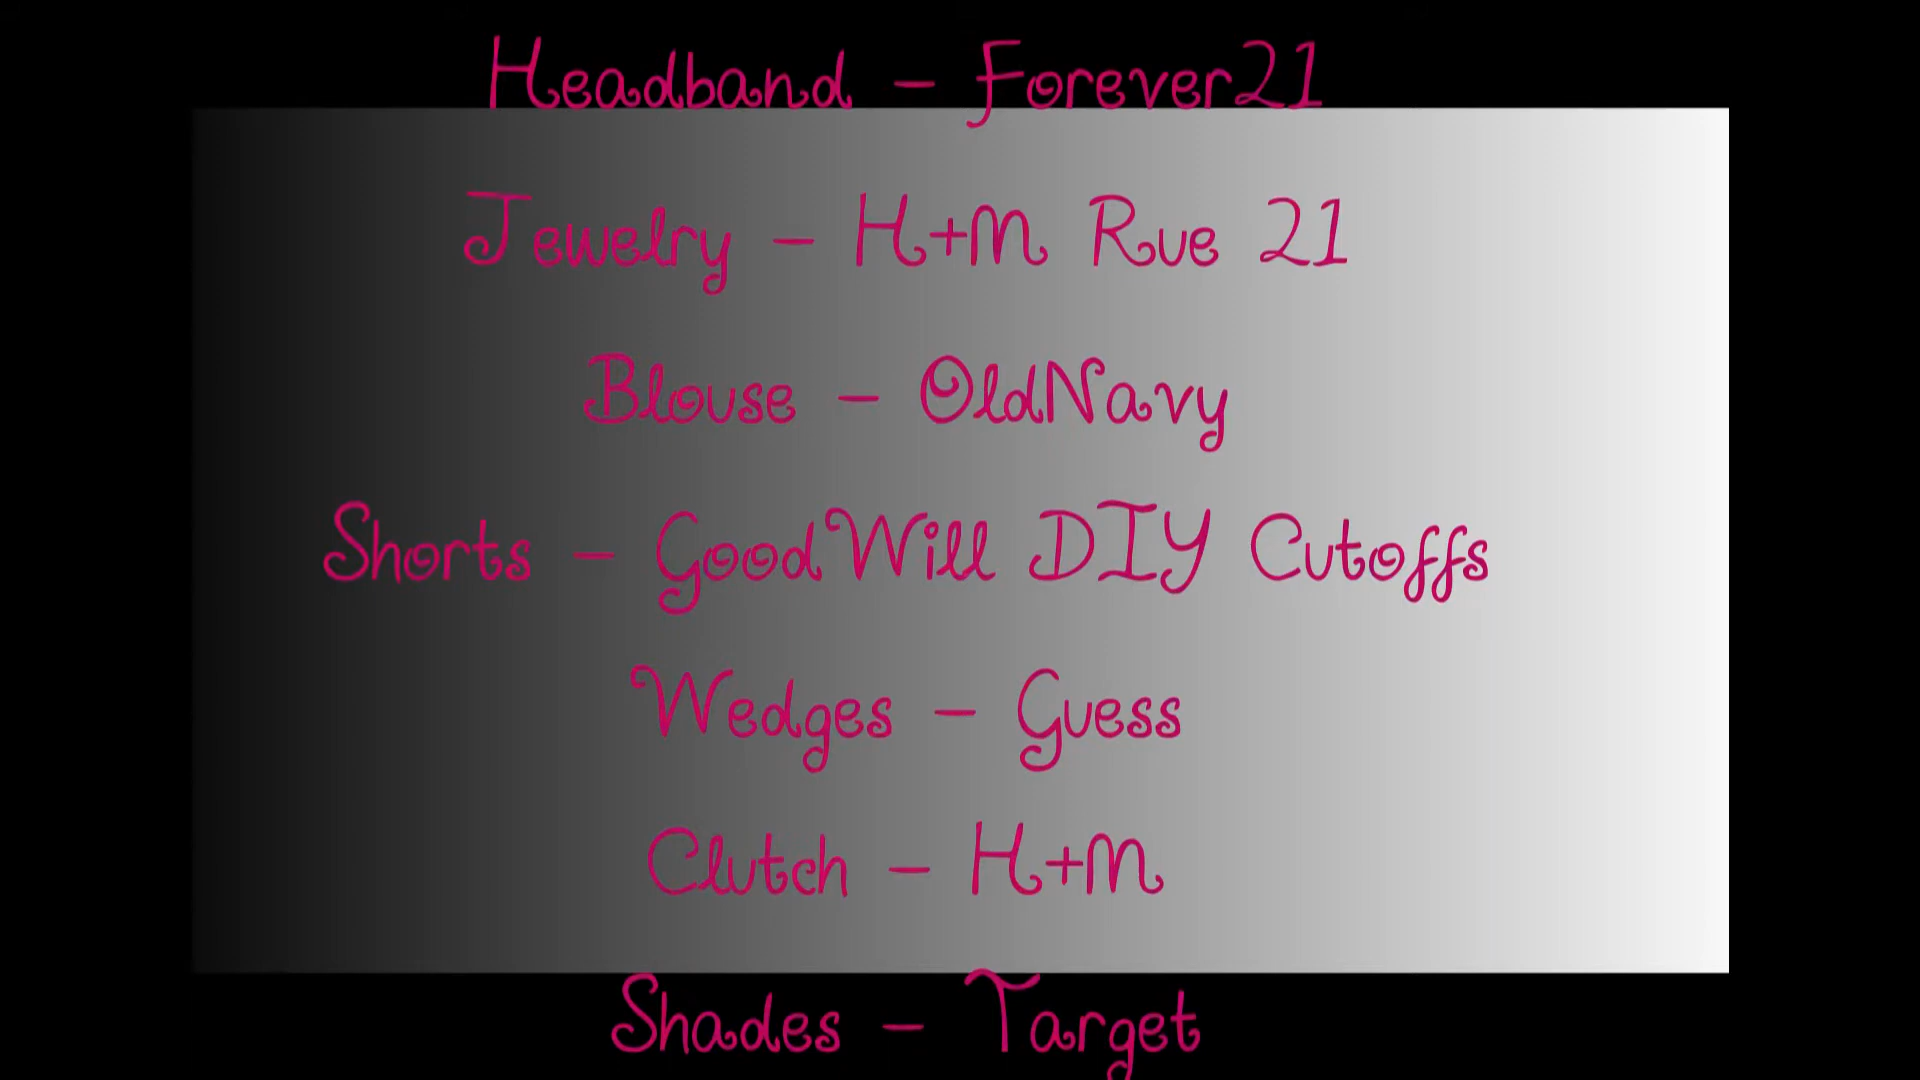 Headband - Forever21
Jewelry - H+M Rue 21
Blouse - OldNavy
Shorts - GoodWill DIY Cutoffs
Wedges - Guess
Clutch - H+M
Shades - Target